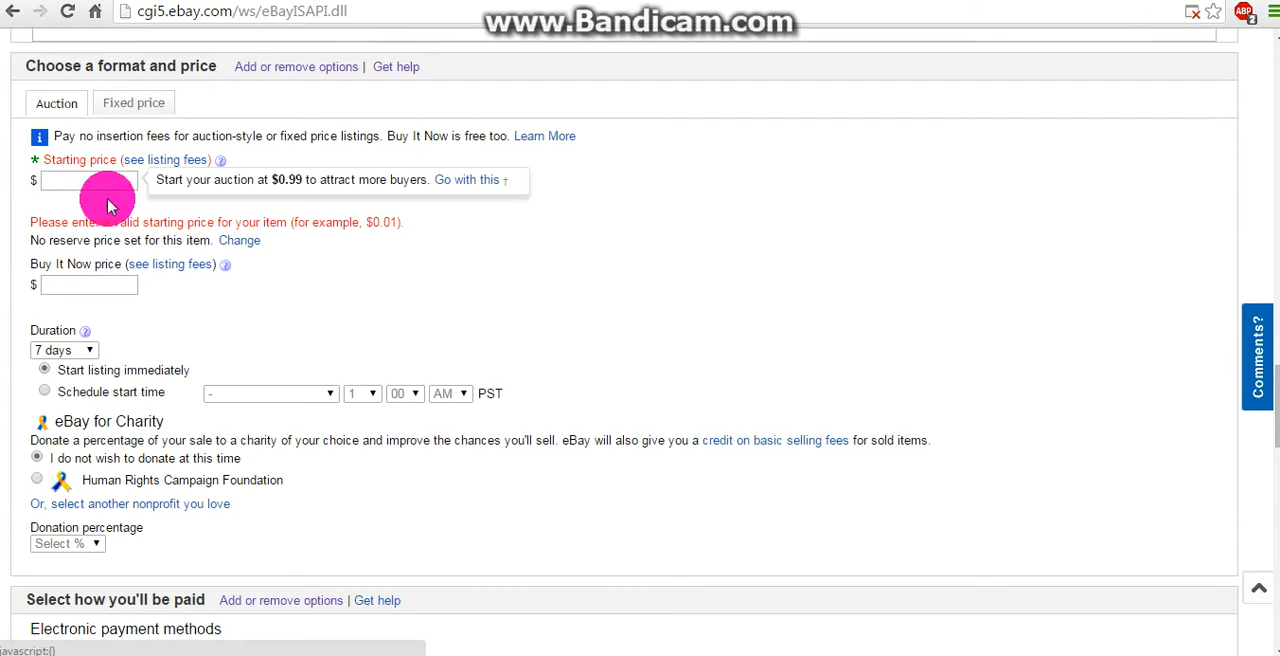 cgi5.ebay.com/ws/eBayISAPI.dll
www.Bandicam.com
ABP
2
Choose a format and price Add or remove options | Get help
Auction Fixed price
i Pay no insertion fees for auction-style or fixed price listings. Buy It Now is free too. Learn More
* Starting price (see listing fees) ?
$ Start your auction at $0.99 to attract more buyers. Go with this ↑
Please enter a valid starting price for your item (for example, $0.01).
No reserve price set for this item. Change
Buy It Now price (see listing fees) ?
$
Duration ?
7 days
Start listing immediately
Schedule start time - 1 00 AM PST
eBay for Charity
Donate a percentage of your sale to a charity of your choice and improve the chances you'll sell. eBay will also give you a credit on basic selling fees for sold items.
I do not wish to donate at this time
Human Rights Campaign Foundation
Or, select another nonprofit you love
Donation percentage
Select %
Comments?
Select how you'll be paid Add or remove options | Get help
Electronic payment methods
javascript:{}